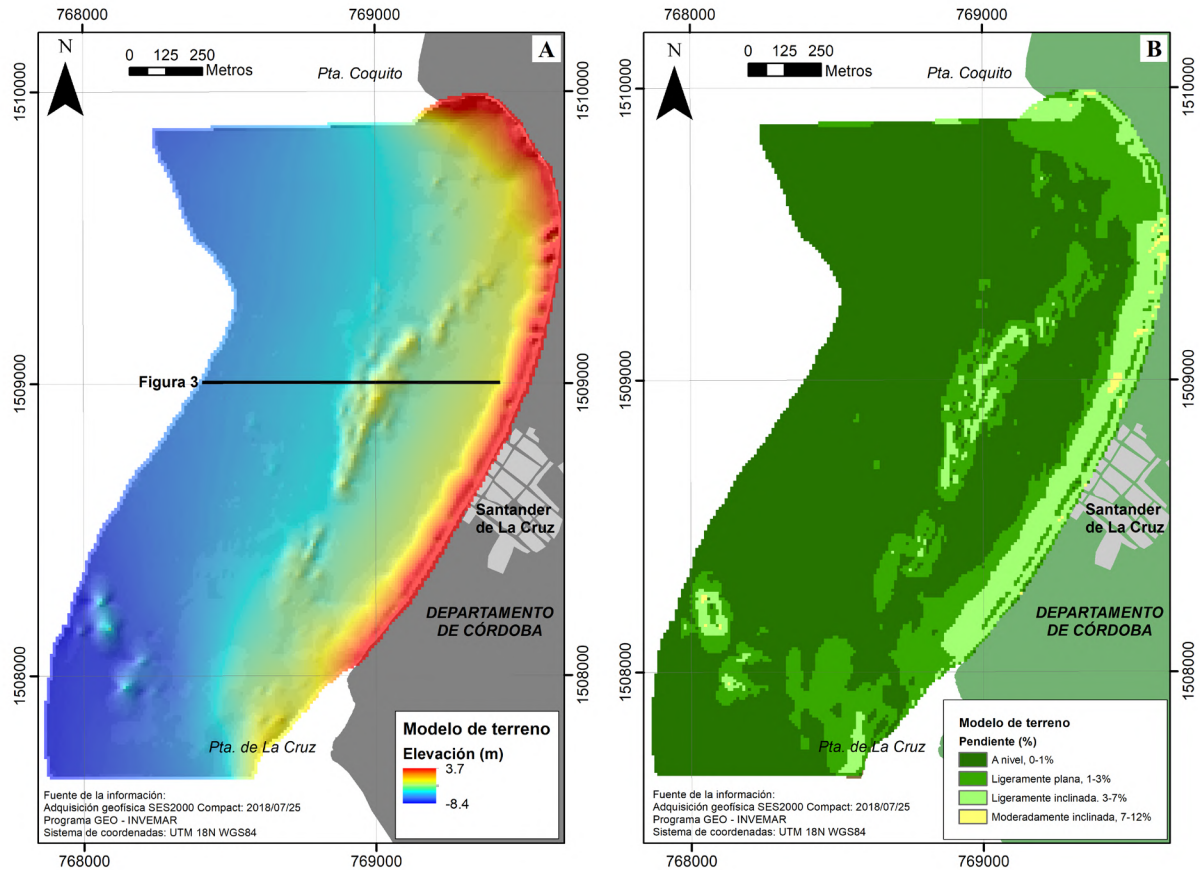 768000
769000
A
N
0 125 250
Metros
Pta. Coquito
1510000
1510000
Figura 3
1509000
1509000
Santander
de La Cruz
DEPARTAMENTO
DE CÓRDOBA
1508000
1508000
Pta. de La Cruz
Modelo de terreno
Elevación (m)
3.7
-8.4
Fuente de la información:
Adquisición geofísica SES2000 Compact: 2018/07/25
Programa GEO - INVEMAR
Sistema de coordenadas: UTM 18N WGS84
768000
769000
768000
769000
B
N
0 125 250
Metros
Pta. Coquito
1510000
1510000
1509000
1509000
Santander
de La Cruz
DEPARTAMENTO
DE CÓRDOBA
1508000
1508000
Pta. de La Cruz
Modelo de terreno
Pendiente (%)
A nivel, 0-1%
Ligeramente plana, 1-3%
Ligeramente inclinada. 3-7%
Moderadamente inclinada, 7-12%
Fuente de la información:
Adquisición geofísica SES2000 Compact: 2018/07/25
Programa GEO - INVEMAR
Sistema de coordenadas: UTM 18N WGS84
768000
769000